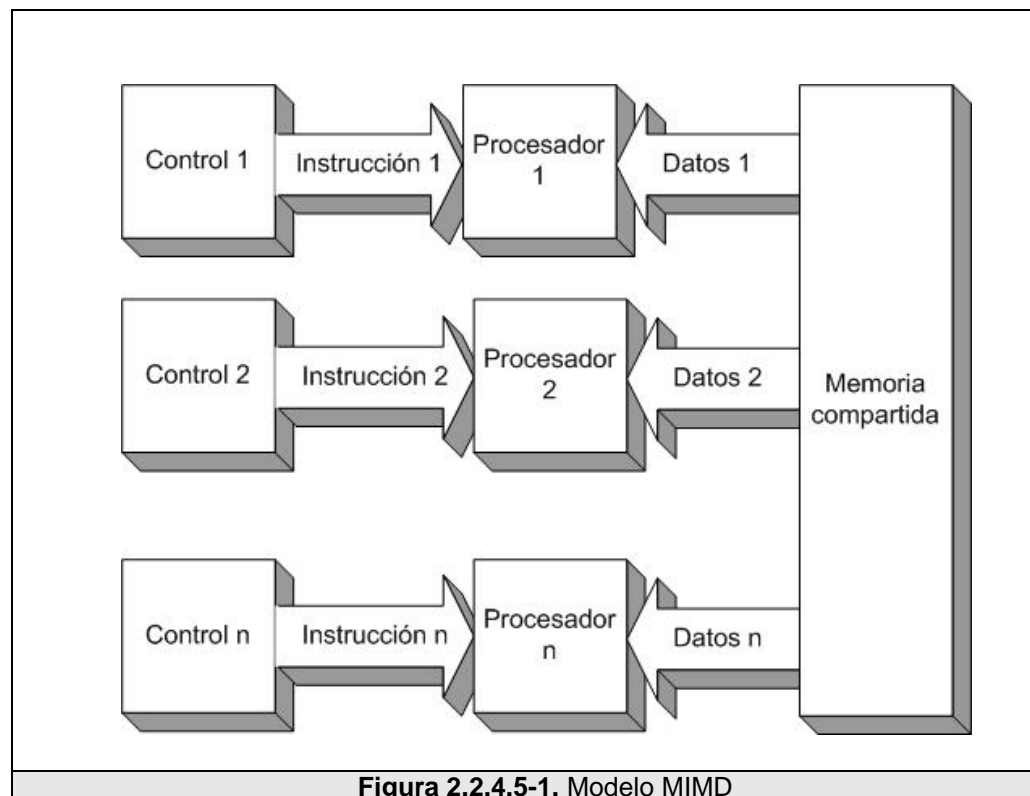 Control 1
Instrucción 1
Procesador
1
Datos 1
Control 2
Instrucción 2
Procesador
2
Datos 2
Memoria
compartida
Control n
Instrucción n
Procesador
n
Datos n
Figura 2.2.4.5-1. Modelo MIMD